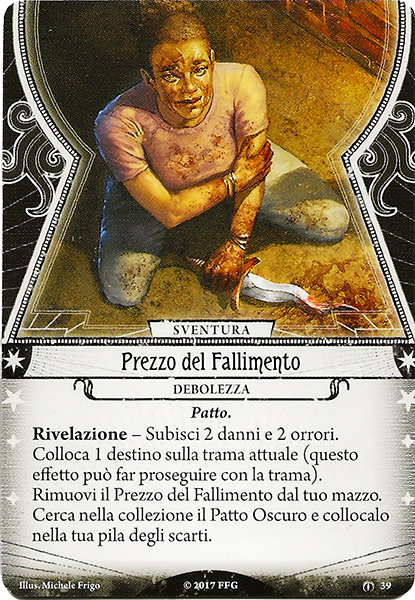 SVENTURA
Prezzo del Fallimento
DEBOLEZZA
Patto.
Rivelazione – Subisci 2 danni e 2 orrori.
Colloca 1 destino sulla trama attuale (questo
effetto può far proseguire con la trama).
Rimuovi il Prezzo del Fallimento dal tuo mazzo.
Cerca nella collezione il Patto Oscuro e collocalo
nella tua pila degli scarti.
Illus. Michele Frigo
© 2017 FFG
39